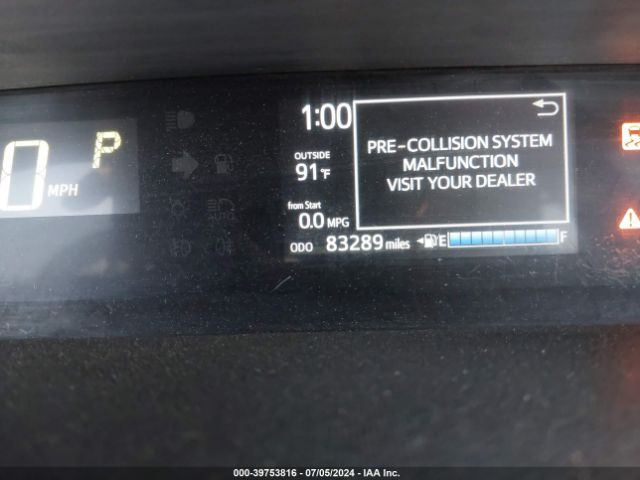 0 MPH
P
AUTO
1:00
OUTSIDE
91°F
from Start
0.0 MPG
ODO 83289 miles
E F
PRE-COLLISION SYSTEM
MALFUNCTION
VISIT YOUR DEALER
000-39753816 - 07/05/2024 - IAA Inc.